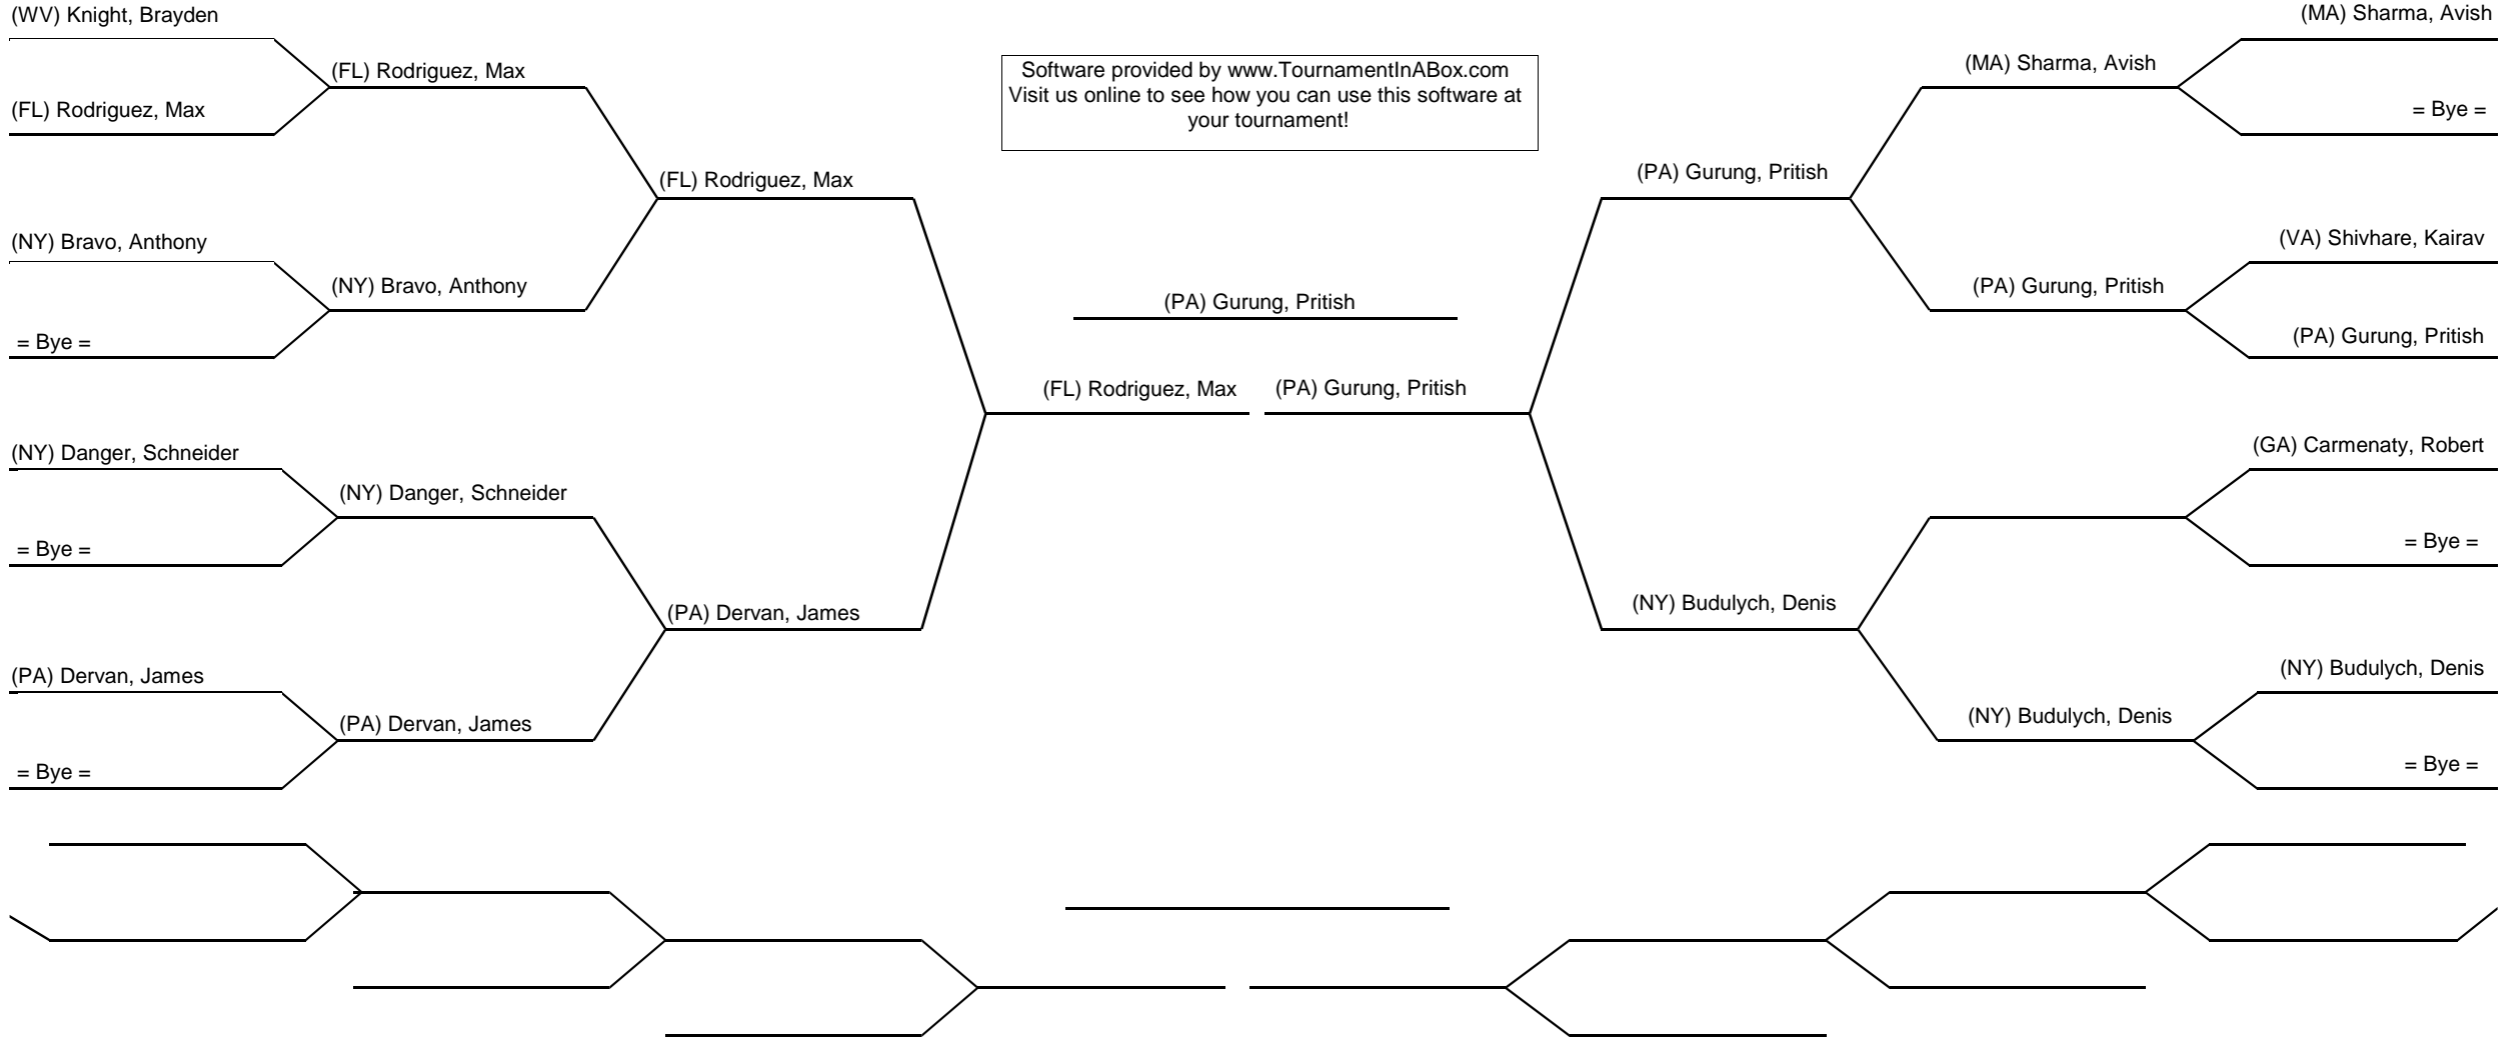 (WV) Knight, Brayden
(FL) Rodriguez, Max
(FL) Rodriguez, Max
(FL) Rodriguez, Max
(NY) Bravo, Anthony
(NY) Bravo, Anthony
= Bye =
(NY) Danger, Schneider
(NY) Danger, Schneider
= Bye =
(PA) Dervan, James
(PA) Dervan, James
(PA) Dervan, James
= Bye =
Software provided by www.TournamentInABox.com
Visit us online to see how you can use this software at
your tournament!
(PA) Gurung, Pritish
(FL) Rodriguez, Max
(PA) Gurung, Pritish
(MA) Sharma, Avish
(MA) Sharma, Avish
= Bye =
(PA) Gurung, Pritish
(VA) Shivhare, Kairav
(PA) Gurung, Pritish
(PA) Gurung, Pritish
(GA) Carmenaty, Robert
= Bye =
(NY) Budulych, Denis
(NY) Budulych, Denis
(NY) Budulych, Denis
= Bye =